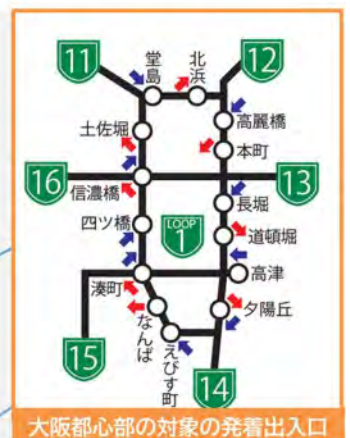 11
12
堂島
北浜
土佐堀
高麗橋
本町
16
13
信濃橋
長堀
四ツ橋
LOOP
1
道頓堀
高津
湊町
夕陽丘
なんば
えびす町
15
14
大阪都心部の対象の発着出入口